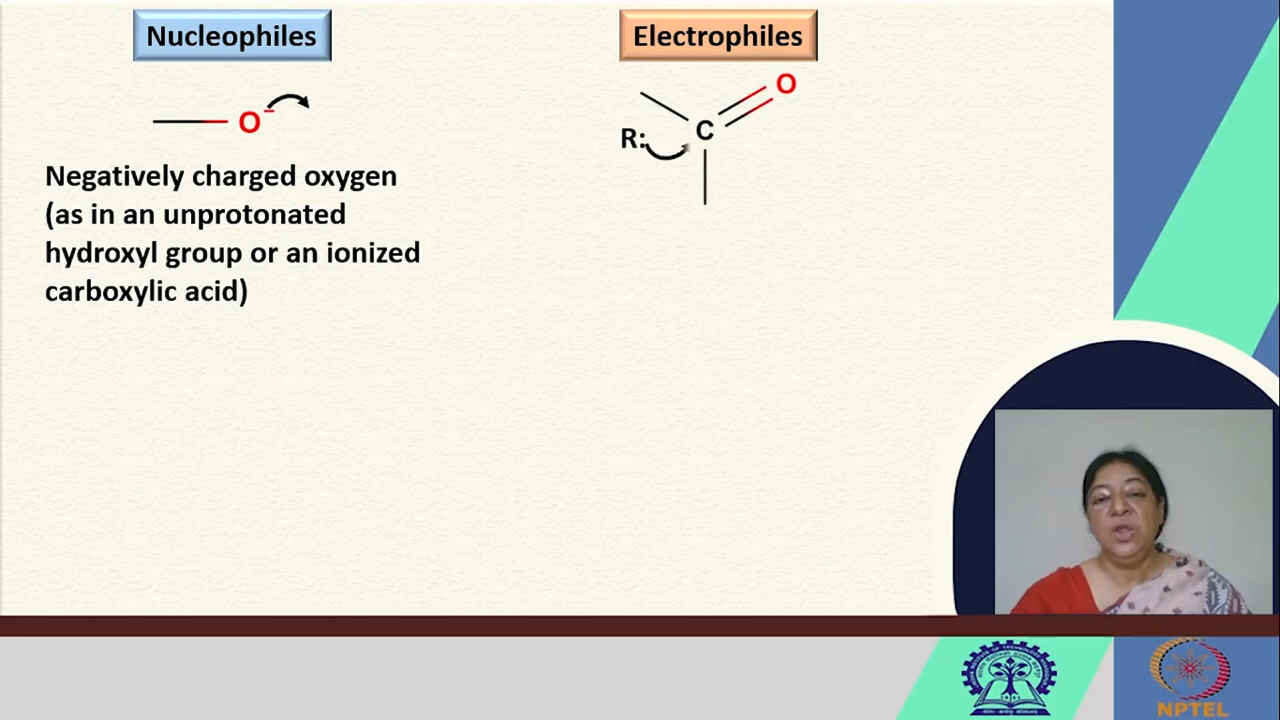 Nucleophiles
Electrophiles
O
–
O
C
R:
Negatively charged oxygen
(as in an unprotonated
hydroxyl group or an ionized
carboxylic acid)
NPTEL